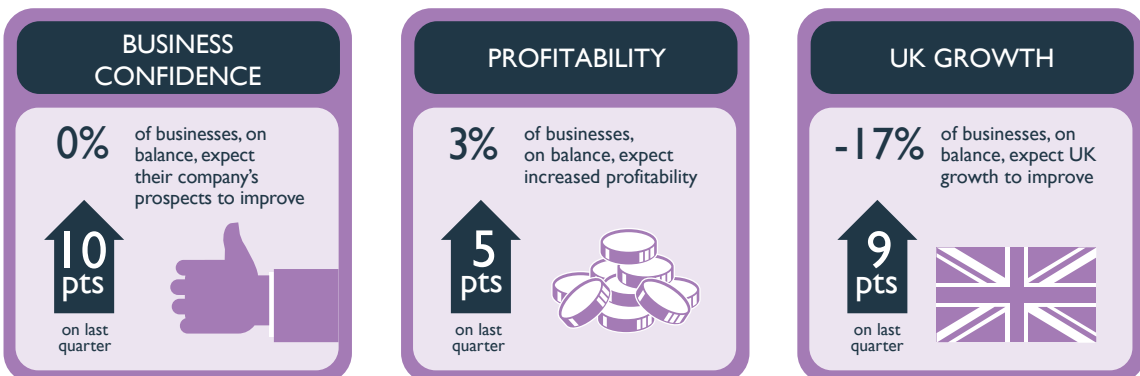 BUSINESS
CONFIDENCE
0%
of businesses, on
balance, expect
their company's
prospects to improve
10
pts
on last
quarter
PROFITABILITY
3%
of businesses,
on balance, expect
increased profitability
5
pts
on last
quarter
UK GROWTH
-17%
of businesses, on
balance, expect UK
growth to improve
9
pts
on last
quarter